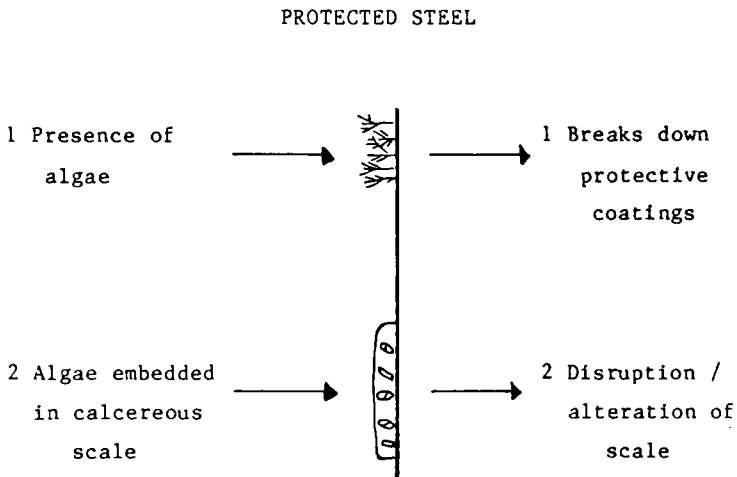 PROTECTED STEEL
1 Presence of
algae
1 Breaks down
protective
coatings
2 Algae embedded
in calcereous
scale
2 Disruption /
alteration of
scale